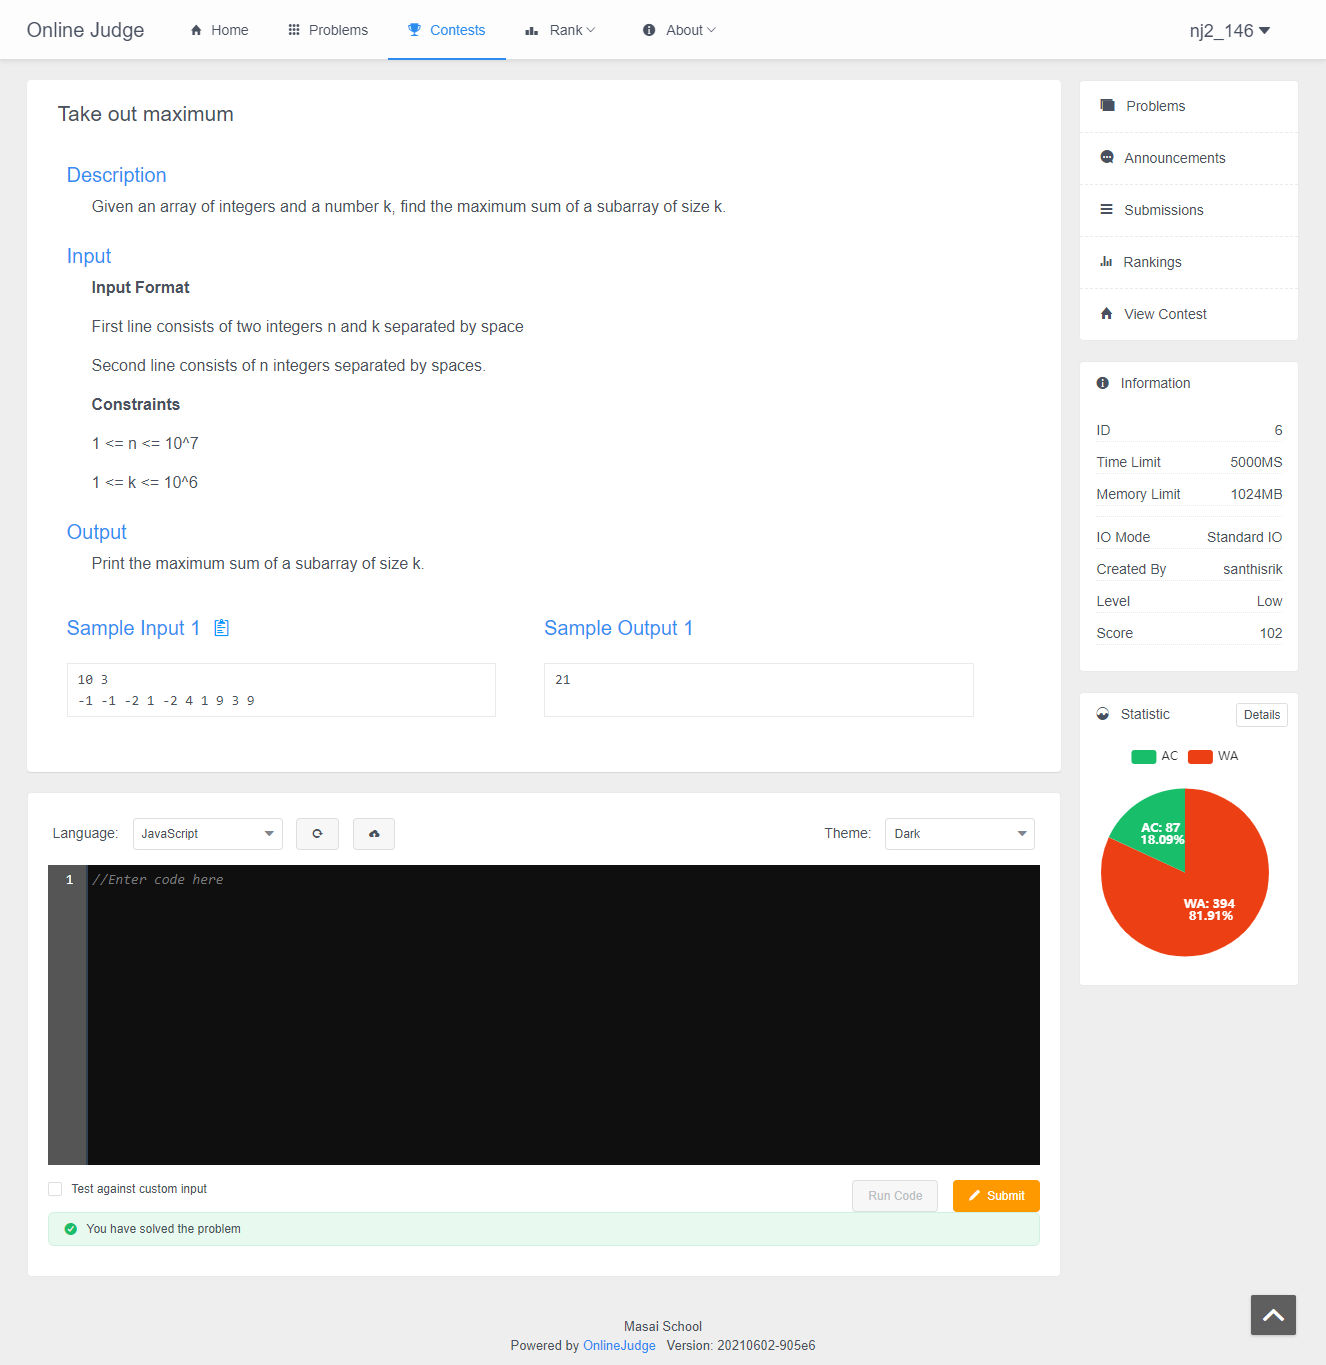 Online Judge
Home
Problems
Contests
Rank
About
nj2_146
Take out maximum
Description
Given an array of integers and a number k, find the maximum sum of a subarray of size k.
Input
Input Format
First line consists of two integers n and k separated by space
Second line consists of n integers separated by spaces.
Constraints
1 <= n <= 10^7
1 <= k <= 10^6
Output
Print the maximum sum of a subarray of size k.
Sample Input 1
10 3
-1 -1 -2 1 -2 4 1 9 3 9
Sample Output 1
21
Language:
JavaScript
Theme:
Dark
1
//Enter code here
Test against custom input
Run Code
Submit
You have solved the problem
Problems
Announcements
Submissions
Rankings
View Contest
Information
ID 6
Time Limit 5000MS
Memory Limit 1024MB
IO Mode Standard IO
Created By santhisrik
Level Low
Score 102
Statistic
Details
AC
WA
AC: 87
18.09%
WA: 394
81.91%
Masai School
Powered by OnlineJudge Version: 20210602-905e6